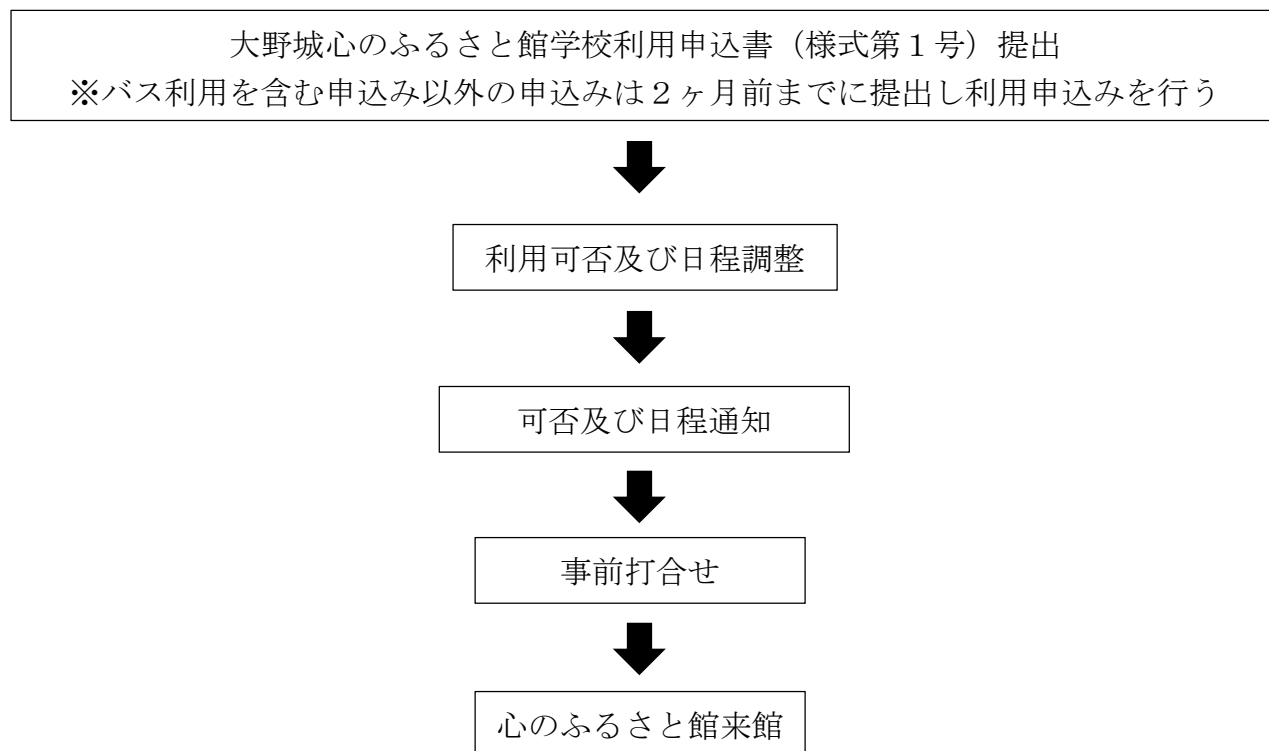 大野城心のふるさと館学校利用申込書（様式第１号）提出
※バス利用を含む申込み以外の申込みは２ヶ月前までに提出し利用申込みを行う
利用可否及び日程調整
可否及び日程通知
事前打合せ
心のふるさと館来館